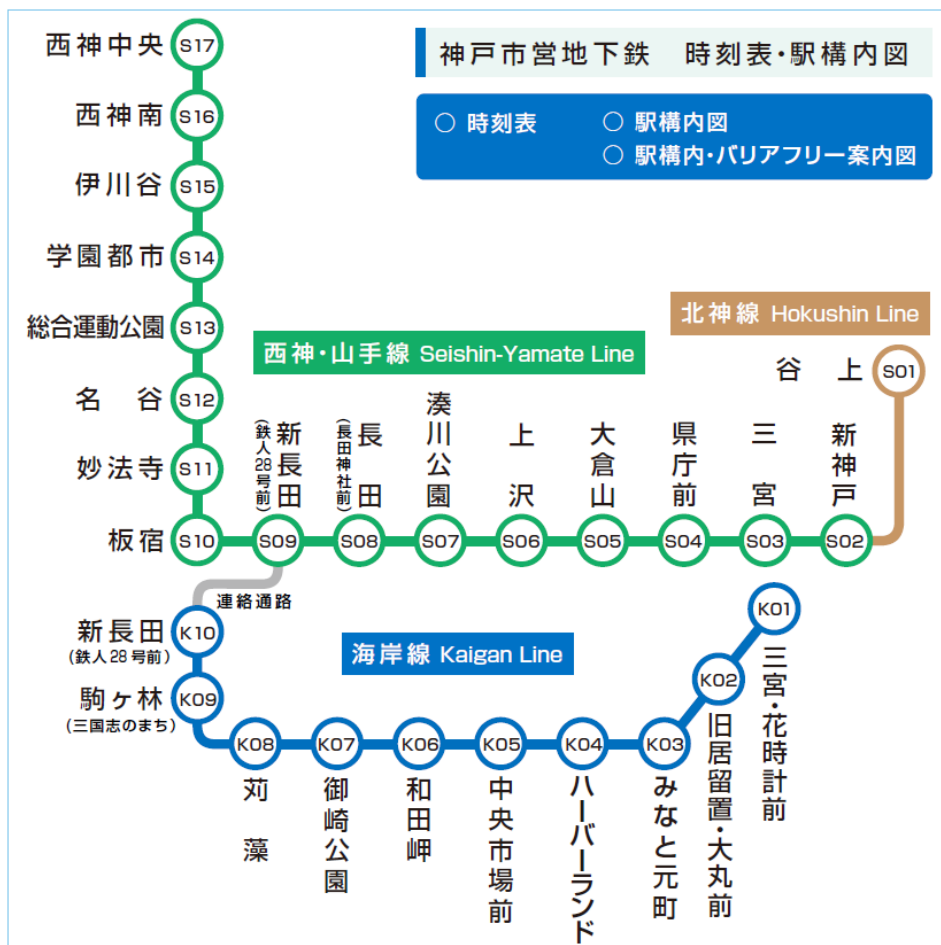 神戸市営地下鉄 時刻表・駅構内図
○ 時刻表
○ 駅構内図
○ 駅構内・バリアフリー案内図
西神中央 S17
西神南 S16
伊川谷 S15
学園都市 S14
総合運動公園 S13
名谷 S12
妙法寺 S11
板宿 S10
西神・山手線 Seishin-Yamate Line
北神線 Hokushin Line
谷上 S01
新長田
(鉄人28号前)
S09
長田
(長田神社前)
S08
湊川公園
S07
上沢
S06
大倉山
S05
県庁前
S04
三宮
S03
新神戸
S02
連絡通路
新長田 K10
(鉄人28号前)
駒ヶ林 K09
(三国志のまち)
海岸線 Kaigan Line
K08
苅藻
K07
御崎公園
K06
和田岬
K05
中央市場前
K04
ハーバーランド
K03
みなと元町
K02
旧居留置・大丸前
K01
三宮・花時計前